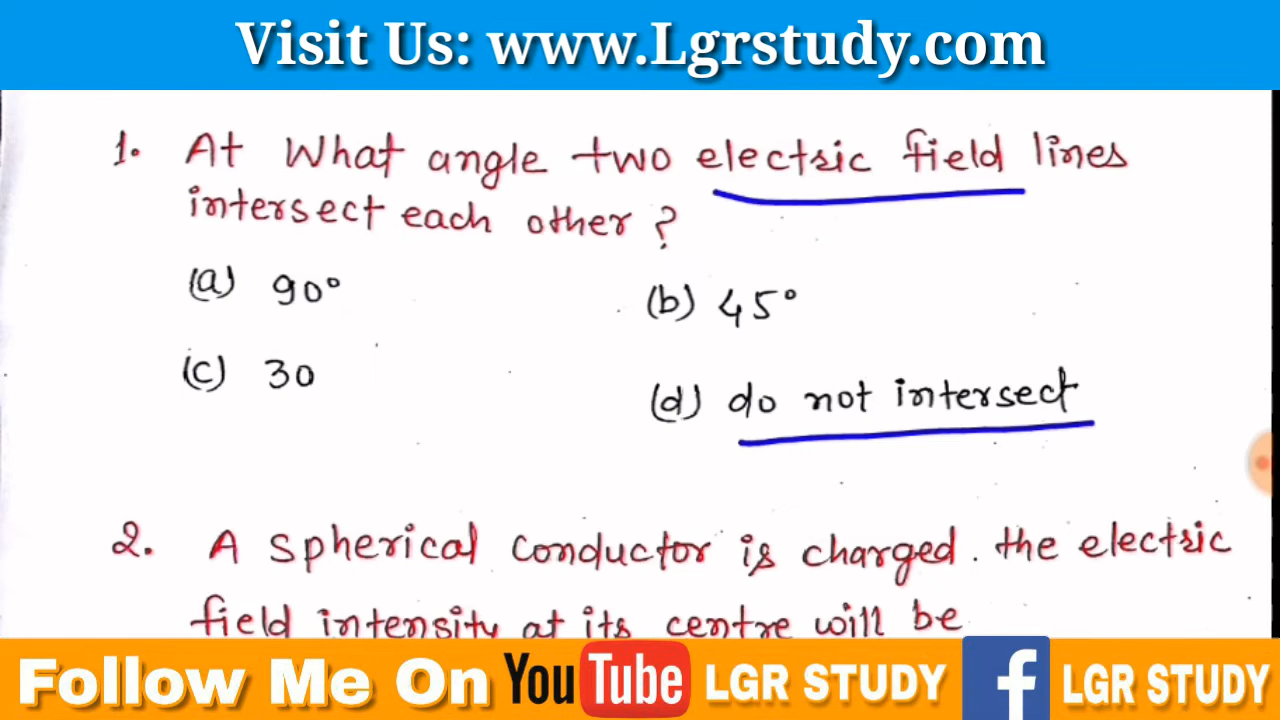 Visit Us: www.Lgrstudy.com
1. At What angle two electric field lines
intersect each other?
(a) 90°
(b) 45°
(c) 30
(d) do not intersect
2. A spherical conductor is charged. the electric
field intensity at its centre will be
Follow Me On YouTube LGR STUDY f LGR STUDY